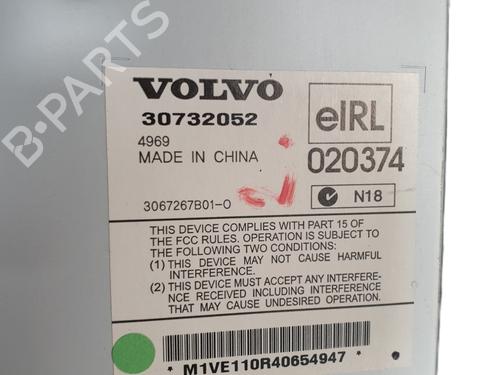 B-PARTS
VOLVO
30732052
4969
MADE IN CHINA
3067267B01-O
eIRL
020374
N18
THIS DEVICE COMPLIES WITH PART 15 OF
THE FCC RULES. OPERATION IS SUBJECT TO
THE FOLLOWING TWO CONDITIONS:
(1) THIS DEVICE MAY NOT CAUSE HARMFUL
INTERFERENCE.
(2) THIS DEVICE MUST ACCEPT ANY INTERFERE-
NCE RECEIVED INCLUDING INTERFERENCE
THAT MAY CAUSE UNDESIRED OPERATION.
M1VE110R40654947